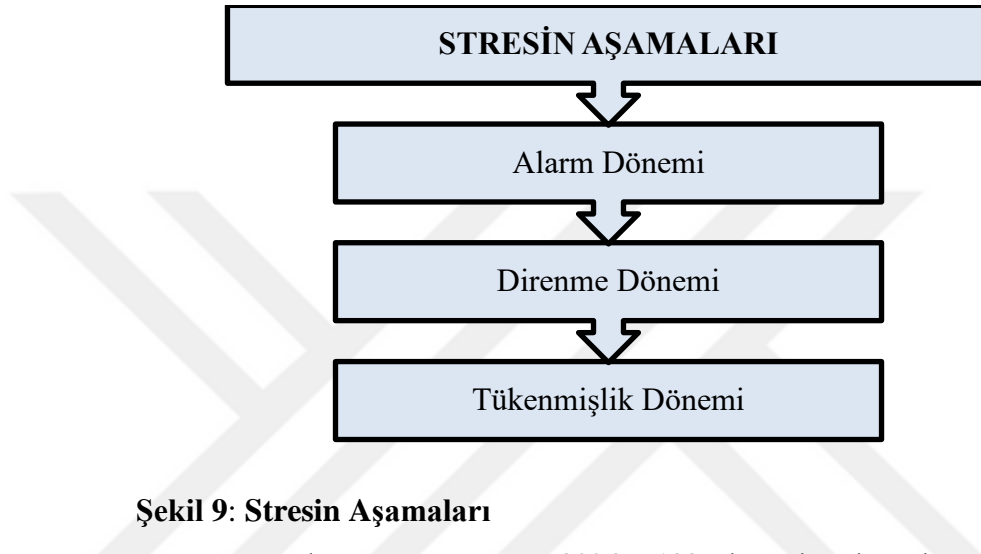 STRESİN AŞAMALARI
Alarm Dönemi
Direnme Dönemi
Tükenmişlik Dönemi
Şekil 9: Stresin Aşamaları